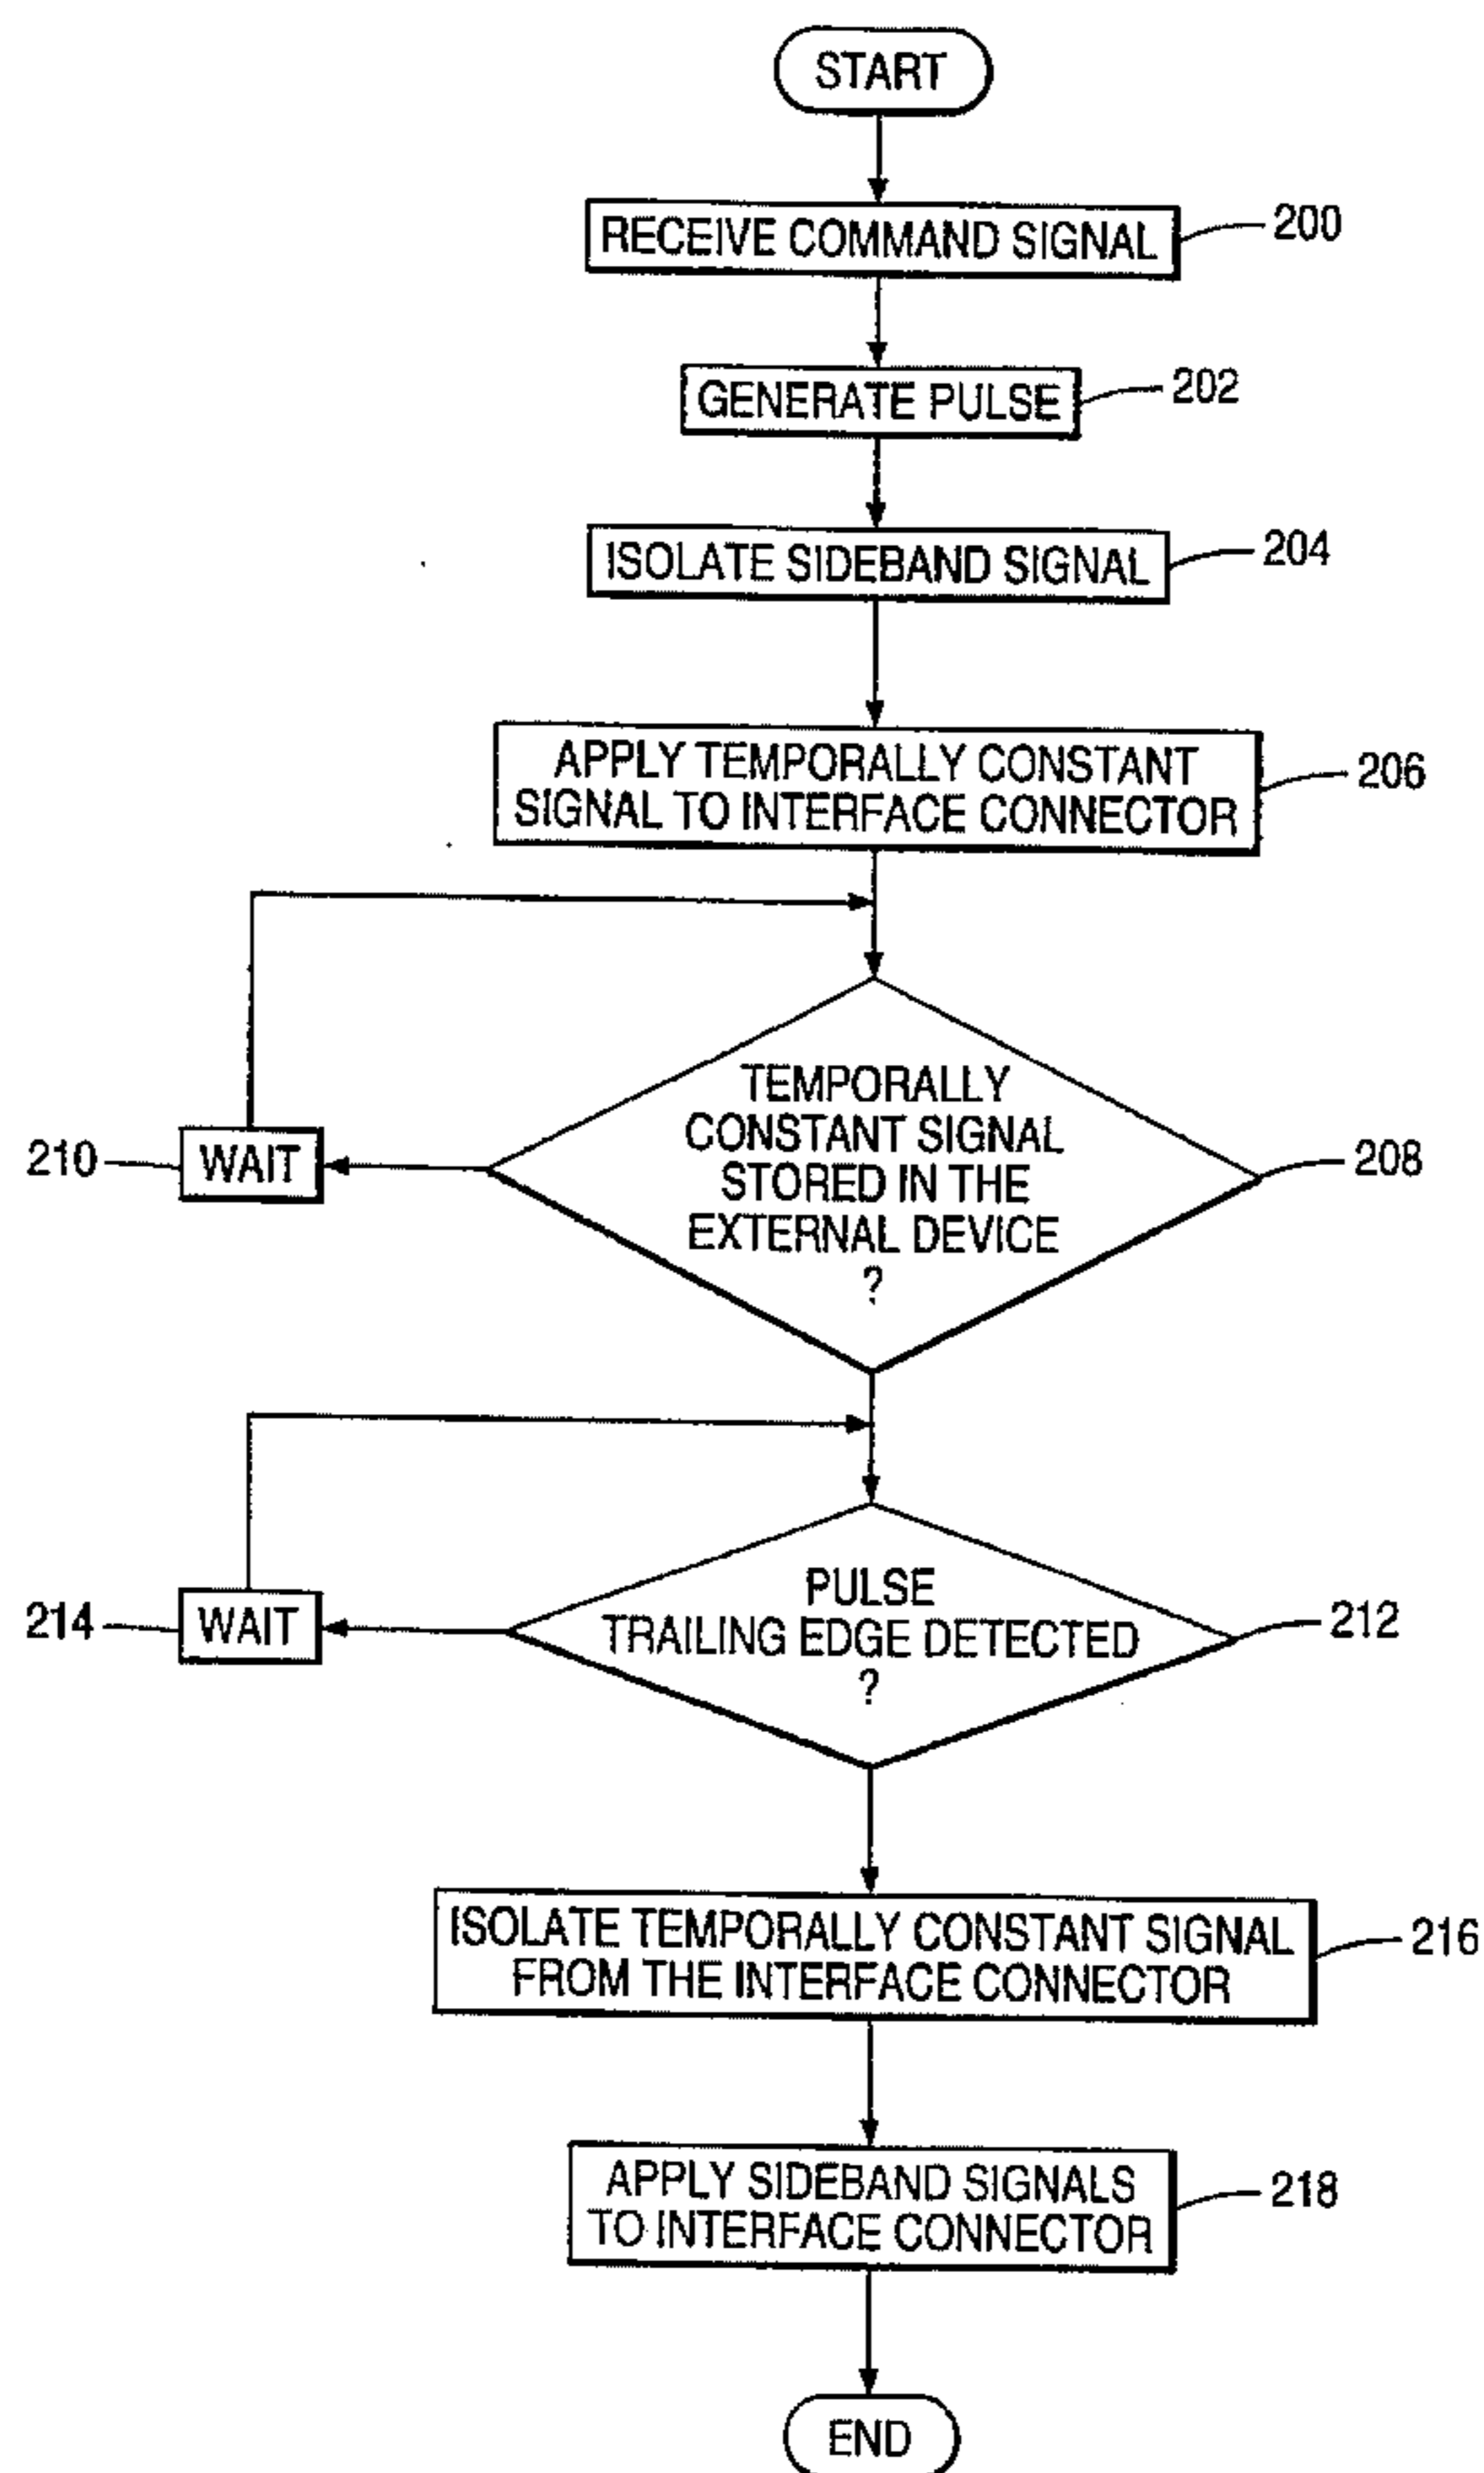 START
RECEIVE COMMAND SIGNAL
200
GENERATE PULSE
202
ISOLATE SIDEBAND SIGNAL
204
APPLY TEMPORALLY CONSTANT
SIGNAL TO INTERFACE CONNECTOR
206
TEMPORALLY
CONSTANT SIGNAL
STORED IN THE
EXTERNAL DEVICE
?
208
210
WAIT
PULSE
TRAILING EDGE DETECTED
?
212
214
WAIT
ISOLATE TEMPORALLY CONSTANT SIGNAL
FROM THE INTERFACE CONNECTOR
216
APPLY SIDEBAND SIGNALS
TO INTERFACE CONNECTOR
218
END